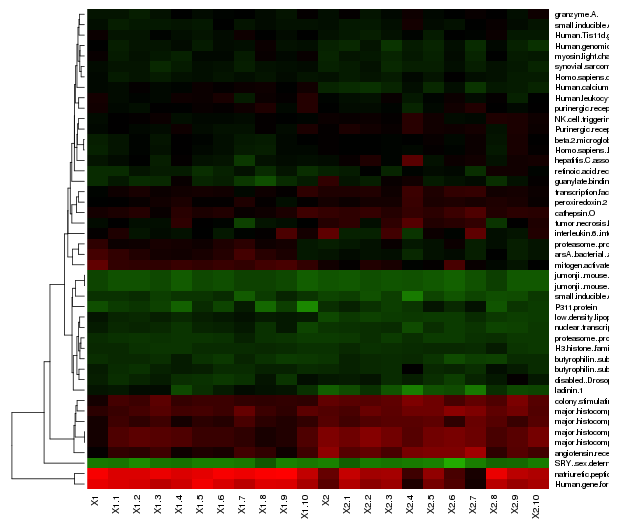 granzyme.A.
small.inducible.c
Human.Tis11d.g
Human.genomic
myosin.light.cha
synovial.sarcom
Homo.sapiens.c
Human.calcium
Human.leukocyt
purinergic.recep
NK.cell.triggerin
Purinergic.recep
beta.2.microglob
Homo.sapiens.l
hepatitis.C.asso
retinoic.acid.rec
guanylate.bindin
transcription.fac
peroxiredoxin.2
cathepsin.O
tumor.necrosis.f
interleukin.6.int
proteasome..pro
arsA..bacterial..a
mitogen.activate
jumonji..mouse.
jumonji..mouse.
small.inducible.c
P311.protein
low.density.lipop
nuclear.transcrip
proteasome..pro
H3.histone.famil
butyrophilin..sub
butyrophilin..sub
disabled..Drosop
ladinin.1
colony.stimulati
major.histocomp
major.histocomp
major.histocomp
major.histocomp
angiotensin.rece
SRY..sex.detern
natriuretic.peptic
Human.gene.for
X1
X1.1
X1.2
X1.3
X1.4
X1.5
X1.6
X1.7
X1.8
X1.9
X1.10
X2
X2.1
X2.2
X2.3
X2.4
X2.5
X2.6
X2.7
X2.8
X2.9
X2.10